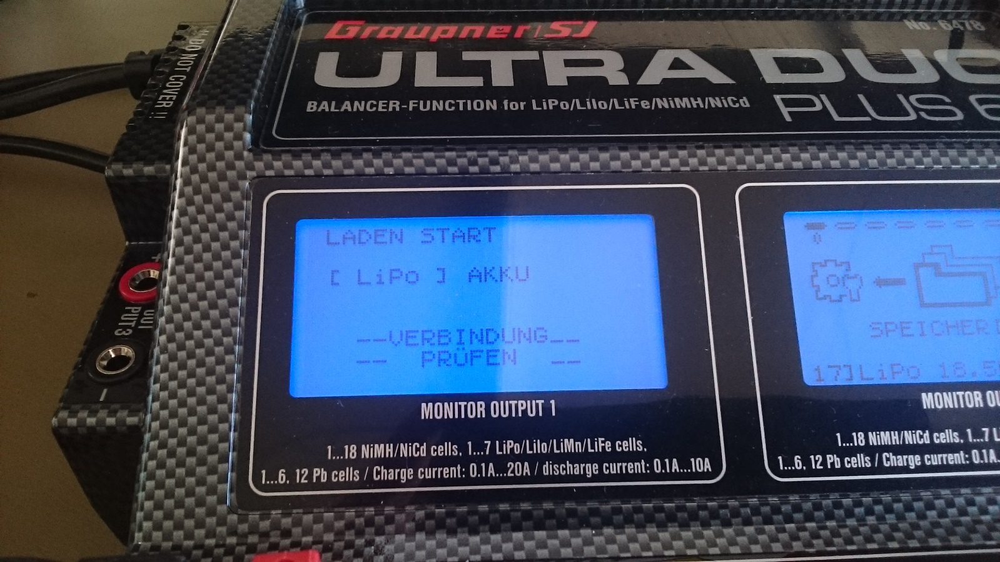 !! DO NOT COVER !!
Graupner|SJ
No. 6478
ULTRA DUO
PLUS 6
BALANCER-FUNCTION for LiPo/LiIo/LiFe/NiMH/NiCd
LADEN START
[ LiPo ] AKKU
--VERBINDUNG--
-- PRÜFEN --
MONITOR OUTPUT 1
1...18 NiMH/NiCd cells, 1...7 LiPo/LiIo/LiMn/LiFe cells,
1...6, 12 Pb cells / Charge current: 0.1A...20A / discharge current: 0.1A...10A
0
SPEICHER
17]LiPo 18.5
MONITOR OU
1...18 NiMH/NiCd cells, 1...7 L
1...6, 12 Pb cells / Charge current: 0.1A
+
OUT
PUT 3
-